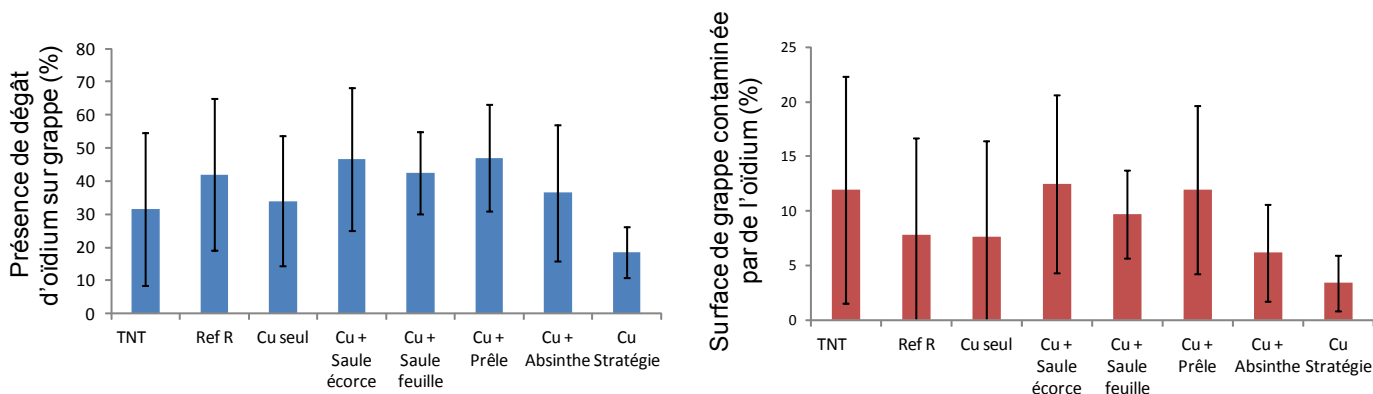 Présence de dégât
d'oïdium sur grappe (%)
80
70
60
50
40
30
20
10
0
TNT
Ref R
Cu seul
Cu +
Saule
écorce
Cu +
Saule
feuille
Cu +
Prêle
Cu +
Absinthe
Cu
Stratégie
Surface de grappe contaminée
par de l'oïdium (%)
25
20
15
10
5
0
TNT
Ref R
Cu seul
Cu +
Saule
écorce
Cu +
Saule
feuille
Cu +
Prêle
Cu +
Absinthe
Cu
Stratégie